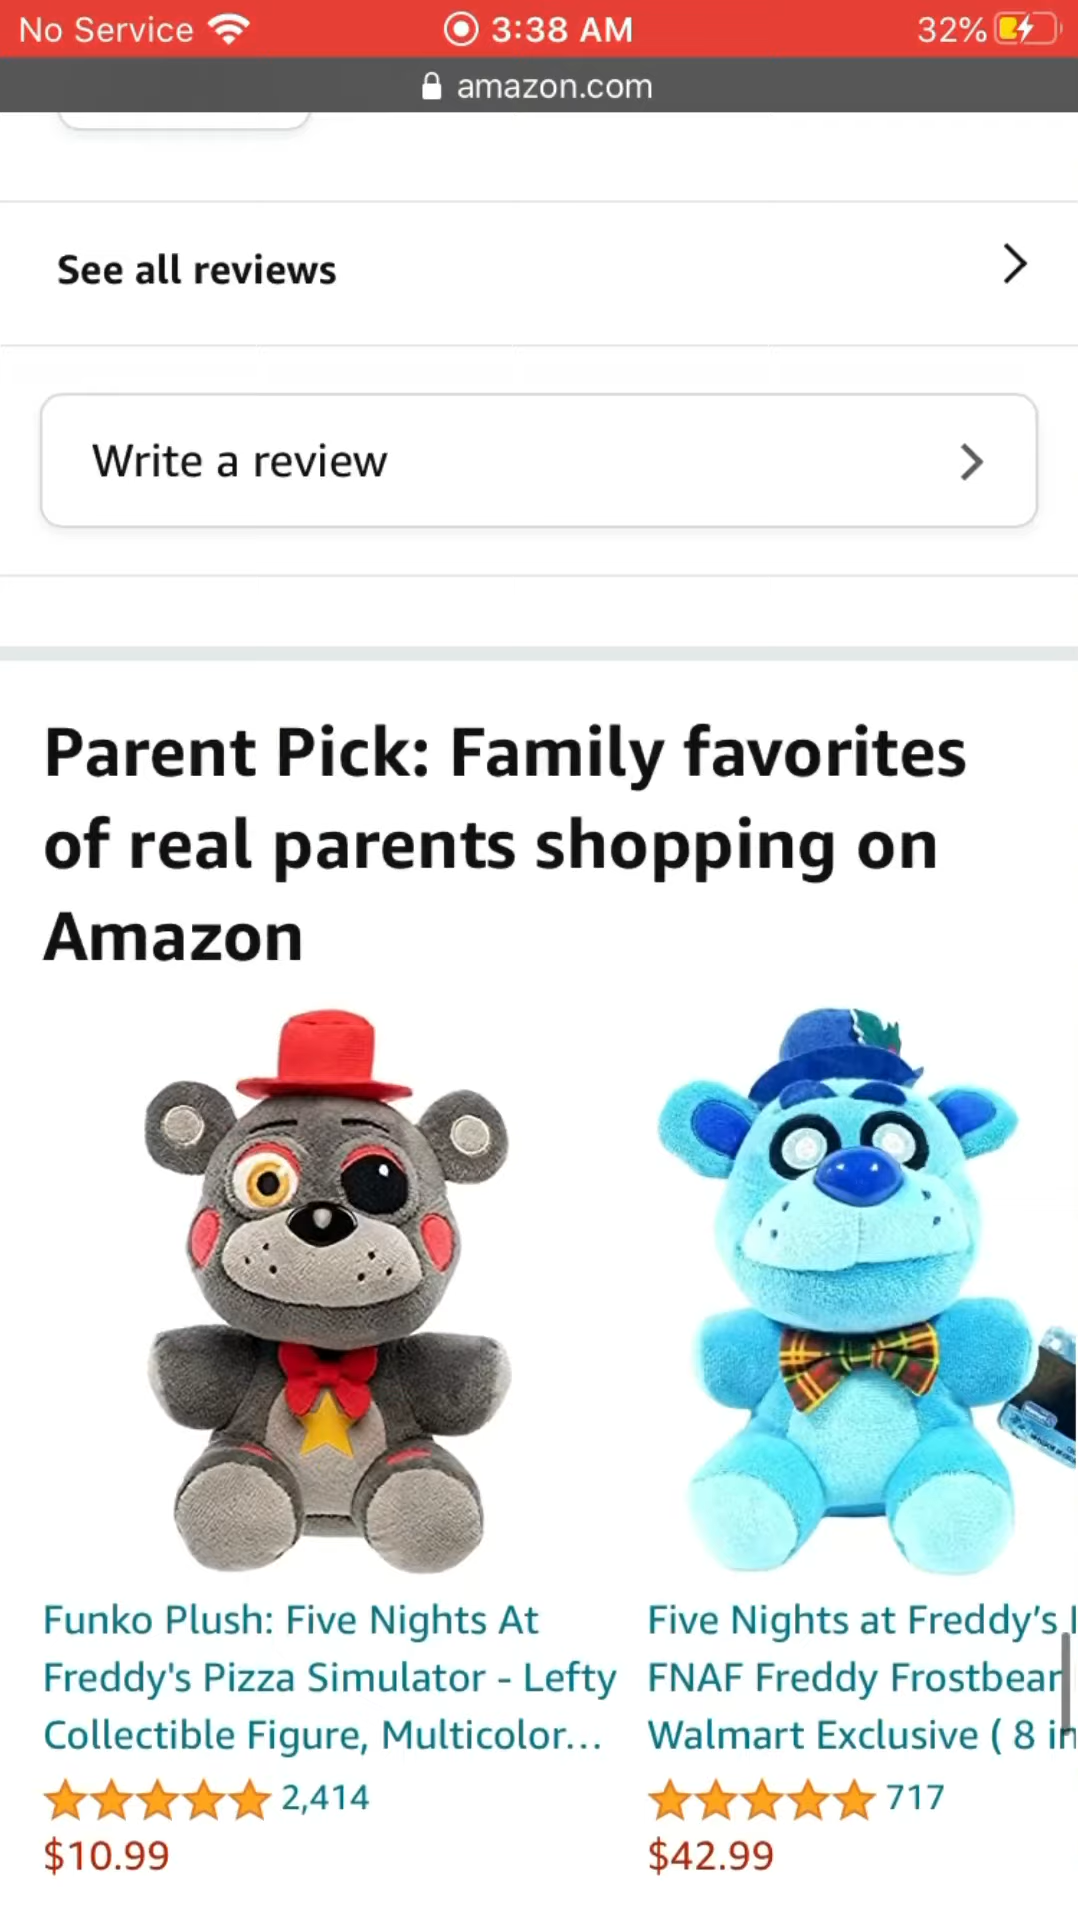 No Service 3:38 AM 32%
amazon.com
See all reviews
Write a review
Parent Pick: Family favorites
of real parents shopping on
Amazon
Funko Plush: Five Nights At
Freddy's Pizza Simulator - Lefty
Collectible Figure, Multicolor...
2,414
$10.99
Five Nights at Freddy’s
FNAF Freddy Frostbear
Walmart Exclusive ( 8 in
717
$42.99